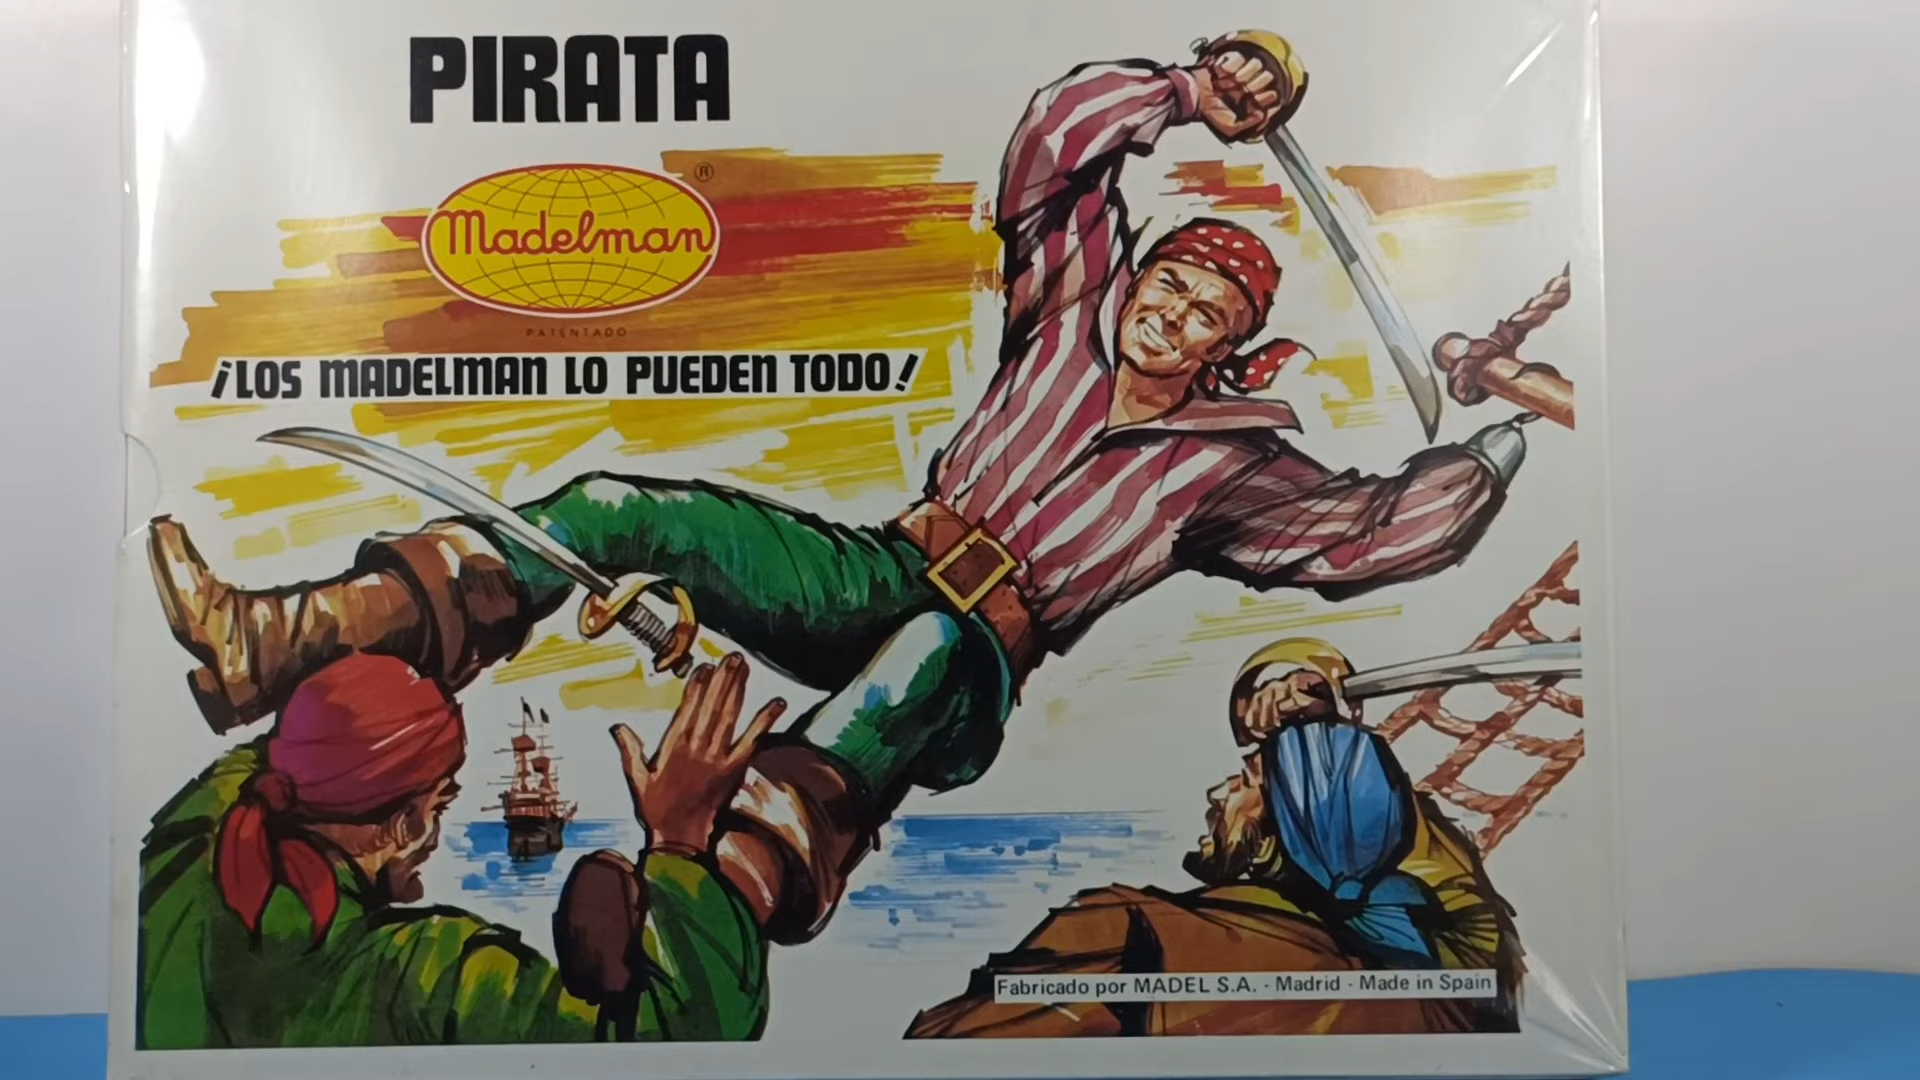 PIRATA
®
Madelman
PATENTADO
¡LOS MADELMAN LO PUEDEN TODO!
Fabricado por MADEL S.A. - Madrid - Made in Spain